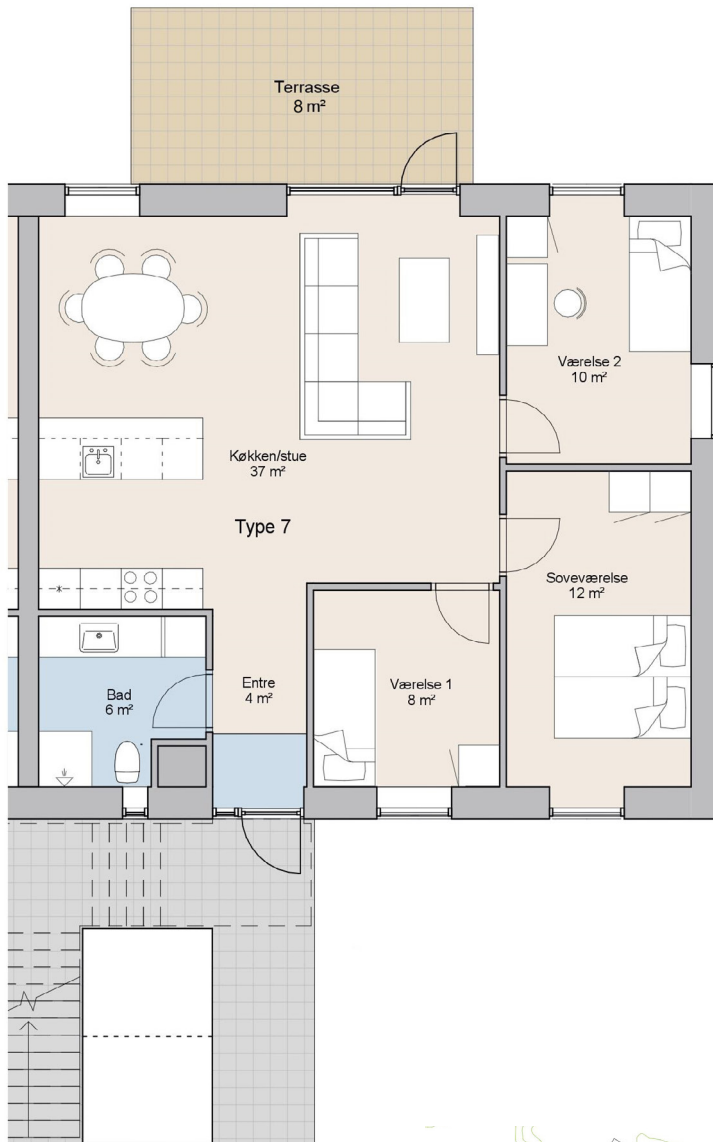 Terrasse
8 m²
Værelse 2
10 m²
Køkken/stue
37 m²
Type 7
Soveværelse
12 m²
Bad
6 m²
Entre
4 m²
Værelse 1
8 m²